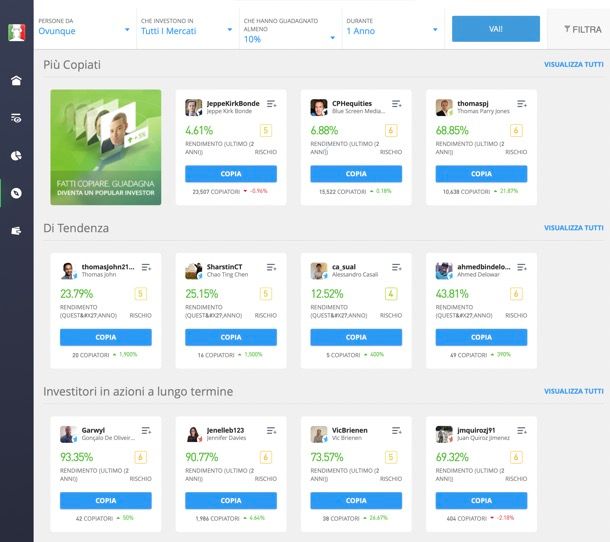 PERSONE DA
Ovunque
CHE INVESTONO IN
Tutti I Mercati
CHE HANNO GUADAGNATO
ALMENO
10%
DURANTE
1 Anno
VAI!
FILTRA
Più Copiati
VISUALIZZA TUTTI
FATTI COPIARE. GUADAGNA
DIVENTA UN POPULAR INVESTOR
JeppeKirkBonde
Jeppe Kirk Bonde
4.61%
5
RENDIMENTO (ULTIMO (2
ANNI))
RISCHIO
COPIA
23,507 COPIATORI -0.96%
CPHequities
Blue Screen Media...
6.88%
6
RENDIMENTO (ULTIMO (2
ANNI))
RISCHIO
COPIA
15,522 COPIATORI 0.18%
thomaspj
Thomas Parry Jones
68.85%
6
RENDIMENTO (ULTIMO (2
ANNI))
RISCHIO
COPIA
10,638 COPIATORI 21.87%
Di Tendenza
VISUALIZZA TUTTI
thomasJohn21...
Thomas John
23.79%
5
RENDIMENTO
(QUEST&#X27;ANNO)
RISCHIO
COPIA
20 COPIATORI 1,900%
SharstinCT
Chao Ting Chen
25.15%
5
RENDIMENTO
(QUEST&#X27;ANNO)
RISCHIO
COPIA
16 COPIATORI 1,500%
ca_sual
Alessandro Casali
12.52%
4
RENDIMENTO
(QUEST&#X27;ANNO)
RISCHIO
COPIA
5 COPIATORI 400%
ahmedbindelo...
Ahmed Delowar
43.81%
6
RENDIMENTO
(QUEST&#X27;ANNO)
RISCHIO
COPIA
49 COPIATORI 390%
Investitori in azioni a lungo termine
VISUALIZZA TUTTI
Garwyl
Gonçalo De Oliveir...
93.35%
6
RENDIMENTO (ULTIMO (2
ANNI))
RISCHIO
COPIA
42 COPIATORI 50%
Jenelleb123
Jennifer Davies
90.77%
6
RENDIMENTO (ULTIMO (2
ANNI))
RISCHIO
COPIA
1,986 COPIATORI 4.64%
VicBrienen
Vic Brienen
73.57%
5
RENDIMENTO (ULTIMO (2
ANNI))
RISCHIO
COPIA
38 COPIATORI 26.67%
jmquirozj91
Juan Quiroz Jimenez
69.32%
6
RENDIMENTO (ULTIMO (2
ANNI))
RISCHIO
COPIA
404 COPIATORI -2.18%